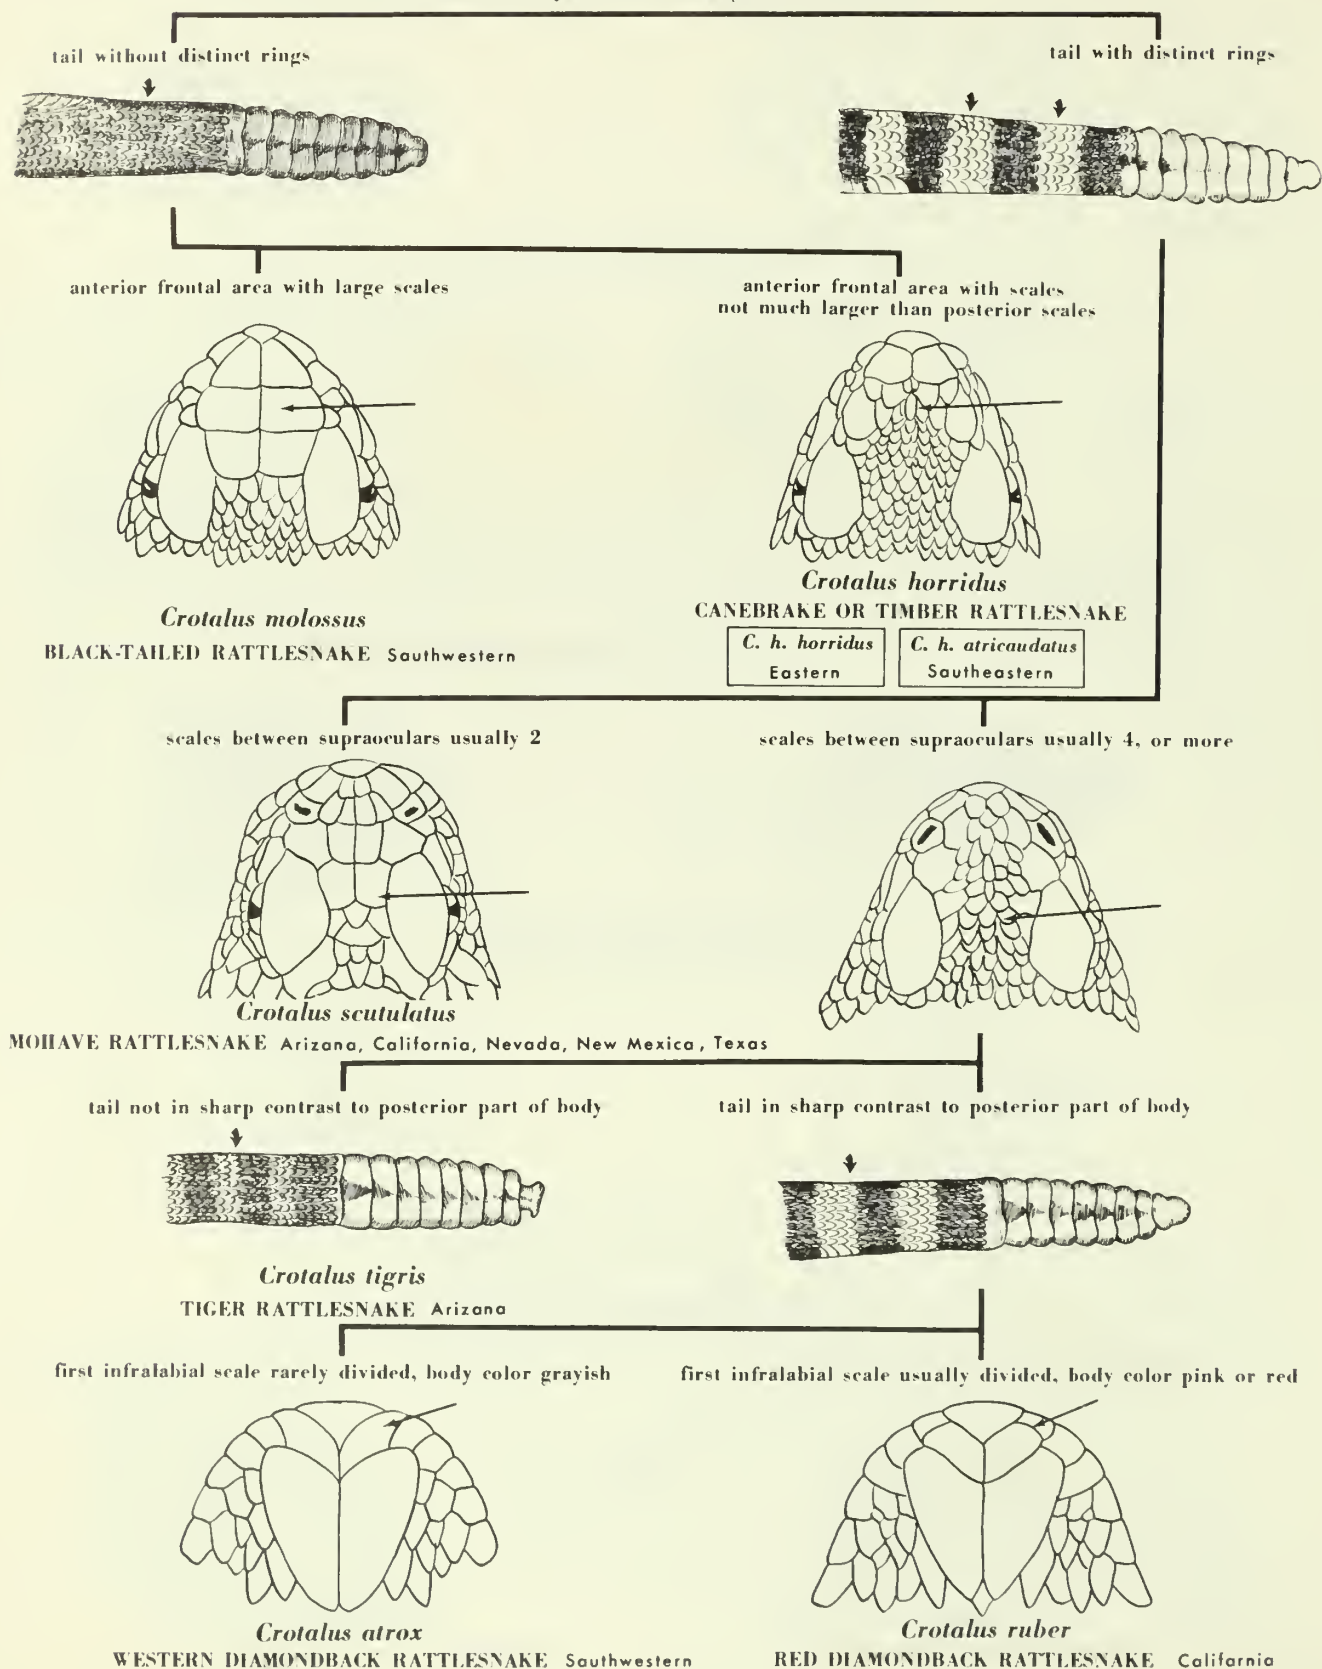 tail without distinct rings
tail with distinct rings
anterior frontal area with large scales
anterior frontal area with scales
not much larger than posterior scales
Crotalus molossus
BLACK-TAILED RATTLESNAKE Southwestern
Crotalus horridus
CANEBRAKE OR TIMBER RATTLESNAKE
C. h. horridus
Eastern
C. h. atricaudatus
Southeastern
scales between supraoculars usually 2
scales between supraoculars usually 4, or more
Crotalus scutulatus
MOHAVE RATTLESNAKE Arizona, California, Nevada, New Mexico, Texas
tail not in sharp contrast to posterior part of body
tail in sharp contrast to posterior part of body
Crotalus tigris
TIGER RATTLESNAKE Arizona
first infralabial scale rarely divided, body color grayish
first infralabial scale usually divided, body color pink or red
Crotalus atrox
WESTERN DIAMONDBACK RATTLESNAKE Southwestern
Crotalus ruber
RED DIAMONDBACK RATTLESNAKE California